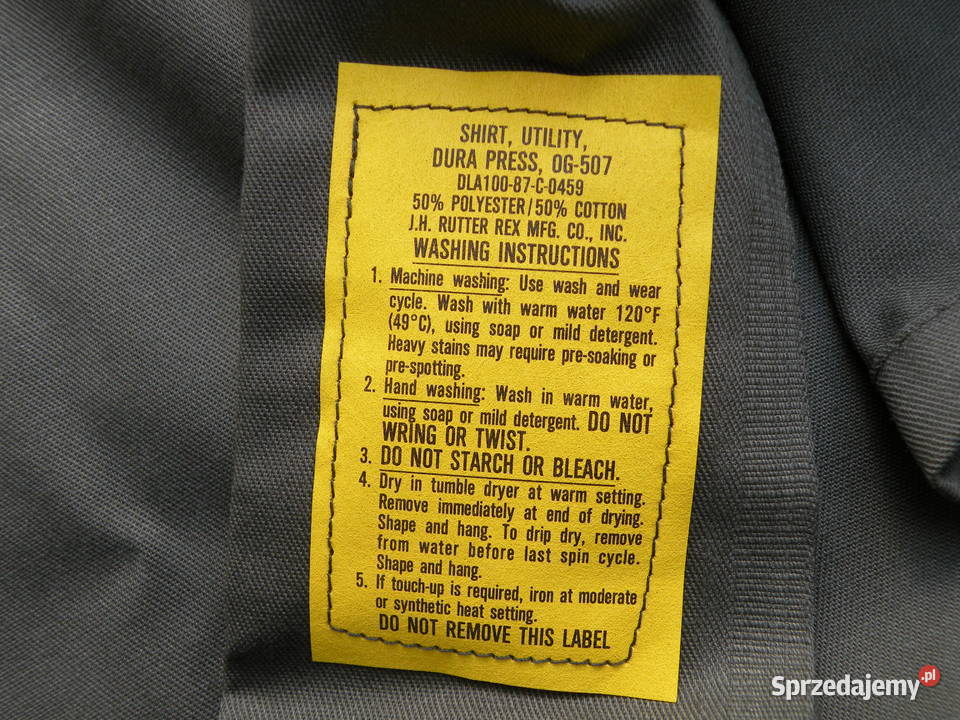 SHIRT, UTILITY,
DURA PRESS, OG-507
DLA100-87-C-0459
50% POLYESTER/50% COTTON
J.H. RUTTER REX MFG. CO., INC.
WASHING INSTRUCTIONS
1. Machine washing: Use wash and wear
cycle. Wash with warm water 120°F
(49°C), using soap or mild detergent.
Heavy stains may require pre-soaking or
pre-spotting.
2. Hand washing: Wash in warm water,
using soap or mild detergent. DO NOT
WRING OR TWIST.
3. DO NOT STARCH OR BLEACH.
4. Dry in tumble dryer at warm setting.
Remove immediately at end of drying.
Shape and hang. To drip dry, remove
from water before last spin cycle.
Shape and hang.
5. If touch-up is required, iron at moderate
or synthetic heat setting.
DO NOT REMOVE THIS LABEL
Sprzedajemy.pl